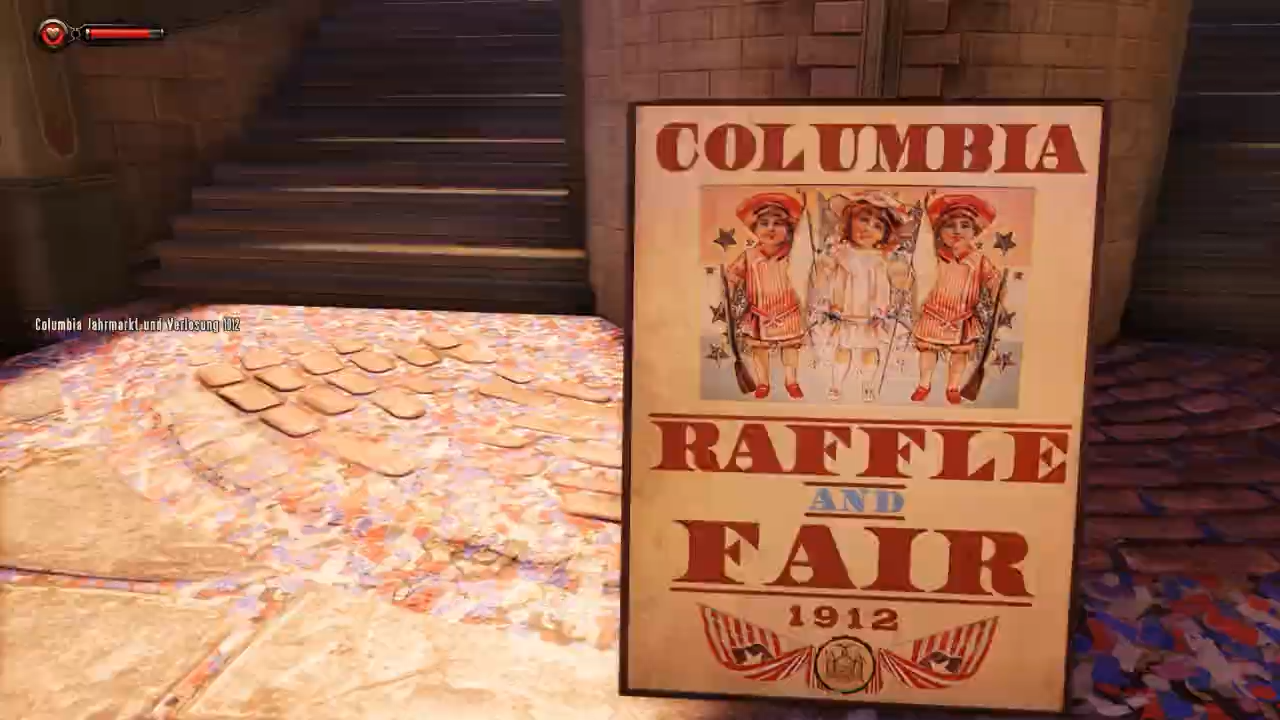 Columbia Jahrmarkt und Verlosung 1912
COLUMBIA
RAFFLE
AND
FAIR
1912